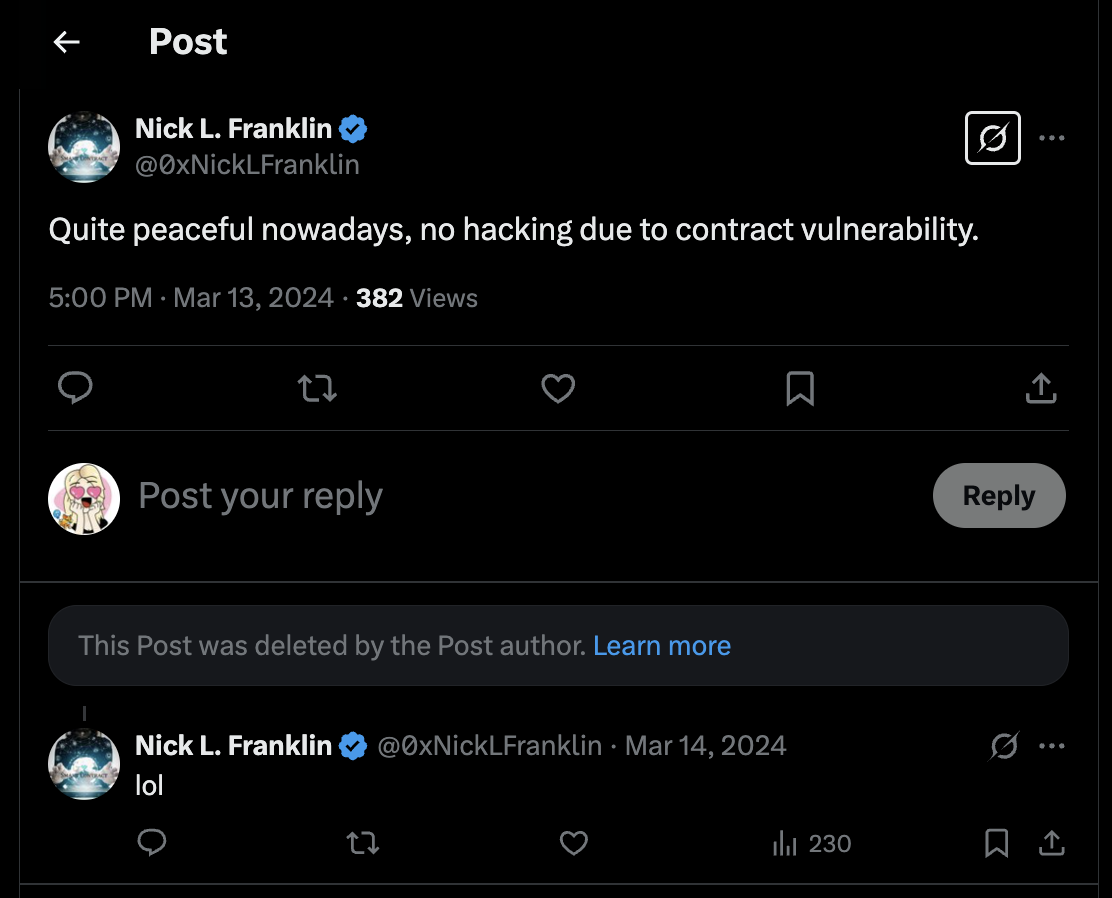 Post
Nick L. Franklin
@0xNickLFranklin
Quite peaceful nowadays, no hacking due to contract vulnerability.
5:00 PM · Mar 13, 2024 · 382 Views
Post your reply
Reply
This Post was deleted by the Post author. Learn more
Nick L. Franklin @0xNickLFranklin · Mar 14, 2024
lol
230